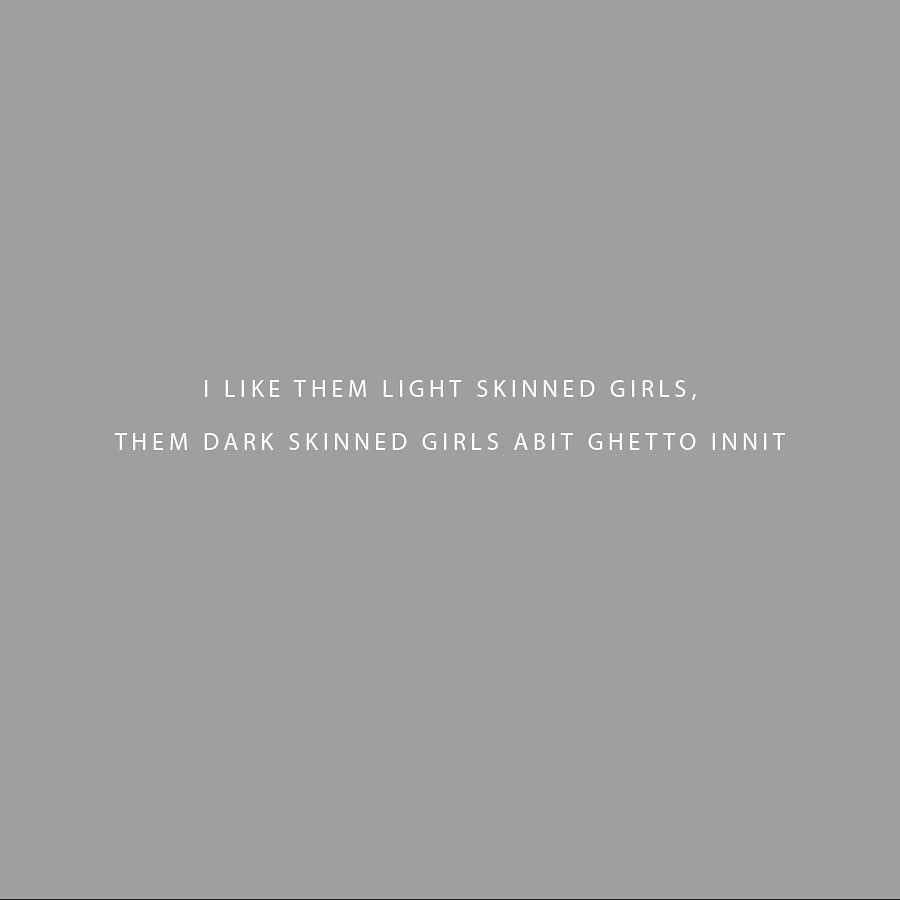 I LIKE THEM LIGHT SKINNED GIRLS,
THEM DARK SKINNED GIRLS ABIT GHETTO INNIT